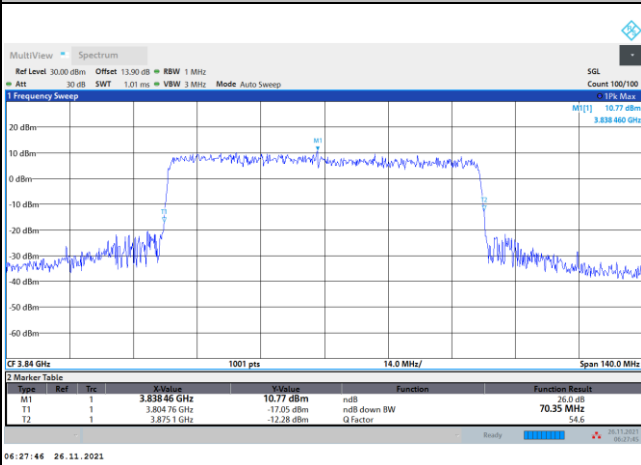 MultiView Spectrum
Ref Level 30.00 dBm Offset 13.90 dB RBW 1 MHz SGL
Att 30 dB SWT 1.01 ms VBW 3 MHz Mode Auto Sweep Count 100/100
1 Frequency Sweep 1Pk Max
M1[1] 10.77 dBm
3.838 460 GHz
20 dBm
M1
10 dBm
0 dBm
-10 dBm
T1 T2
-20 dBm
-30 dBm
-40 dBm
-50 dBm
-60 dBm
CF 3.84 GHz 1001 pts 14.0 MHz/ Span 140.0 MHz
2 Marker Table
Type Ref Trc X-Value Y-Value Function Function Result
M1 1 3.838 46 GHz 10.77 dBm ndB 26.0 dB
T1 1 3.804 76 GHz -17.05 dBm ndB down BW 70.35 MHz
T2 1 3.875 1 GHz -12.28 dBm Q Factor 54.6
Ready 26.11.2021
06:27:45
06:27:46 26.11.2021